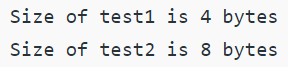 Size of test1 is 4 bytes
Size of test2 is 8 bytes